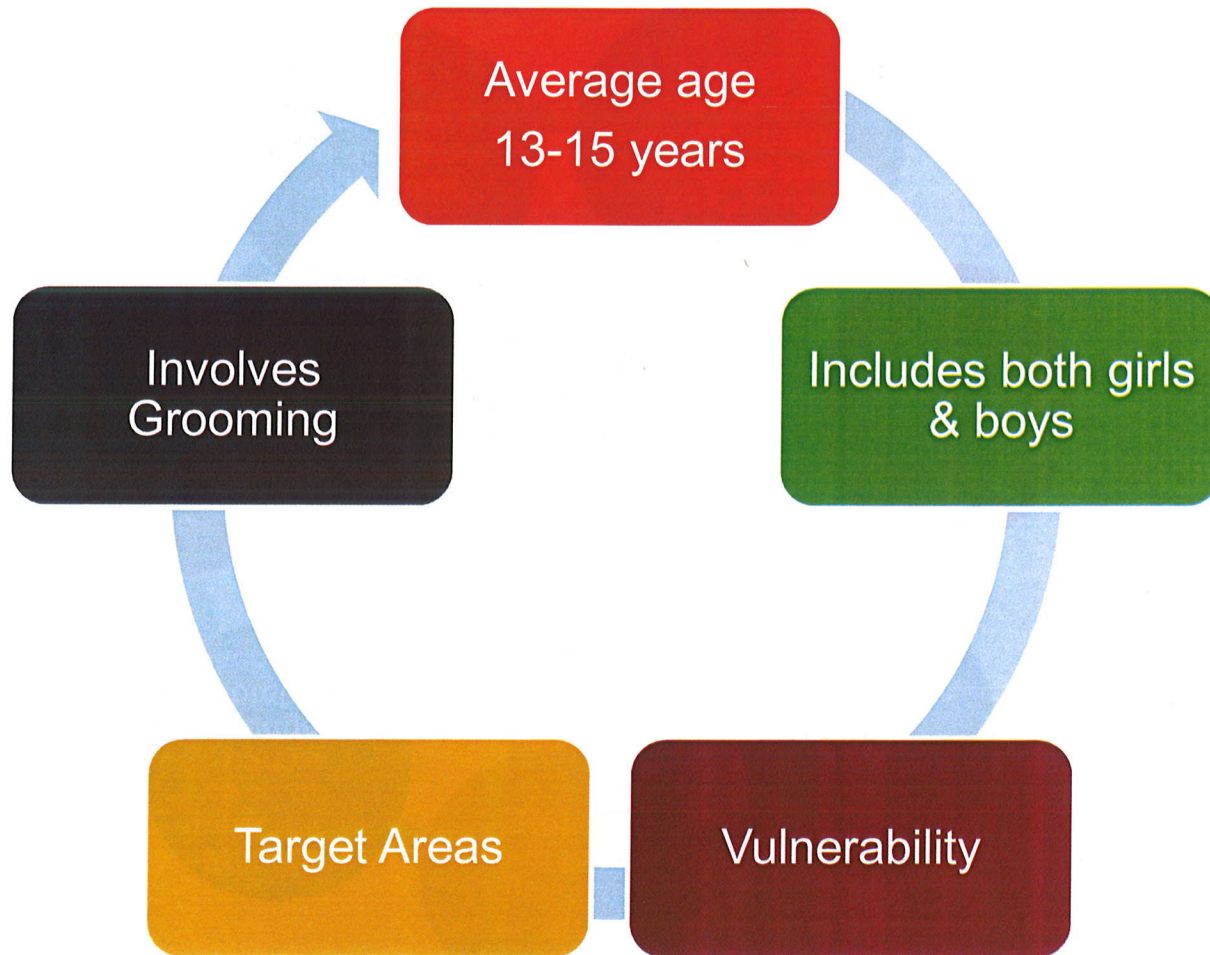 Average age
13-15 years
Includes both girls
& boys
Vulnerability
Target Areas
Involves
Grooming